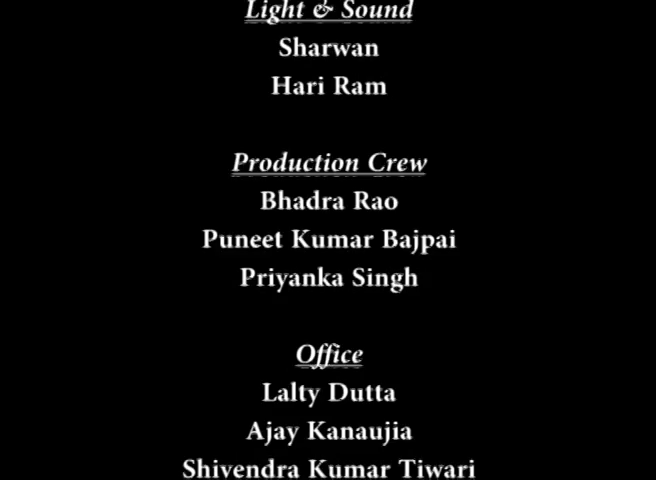 Light & Sound
Sharwan
Hari Ram
Production Crew
Bhadra Rao
Puneet Kumar Bajpai
Priyanka Singh
Office
Lalty Dutta
Ajay Kanaujia
Shivendra Kumar Tiwari